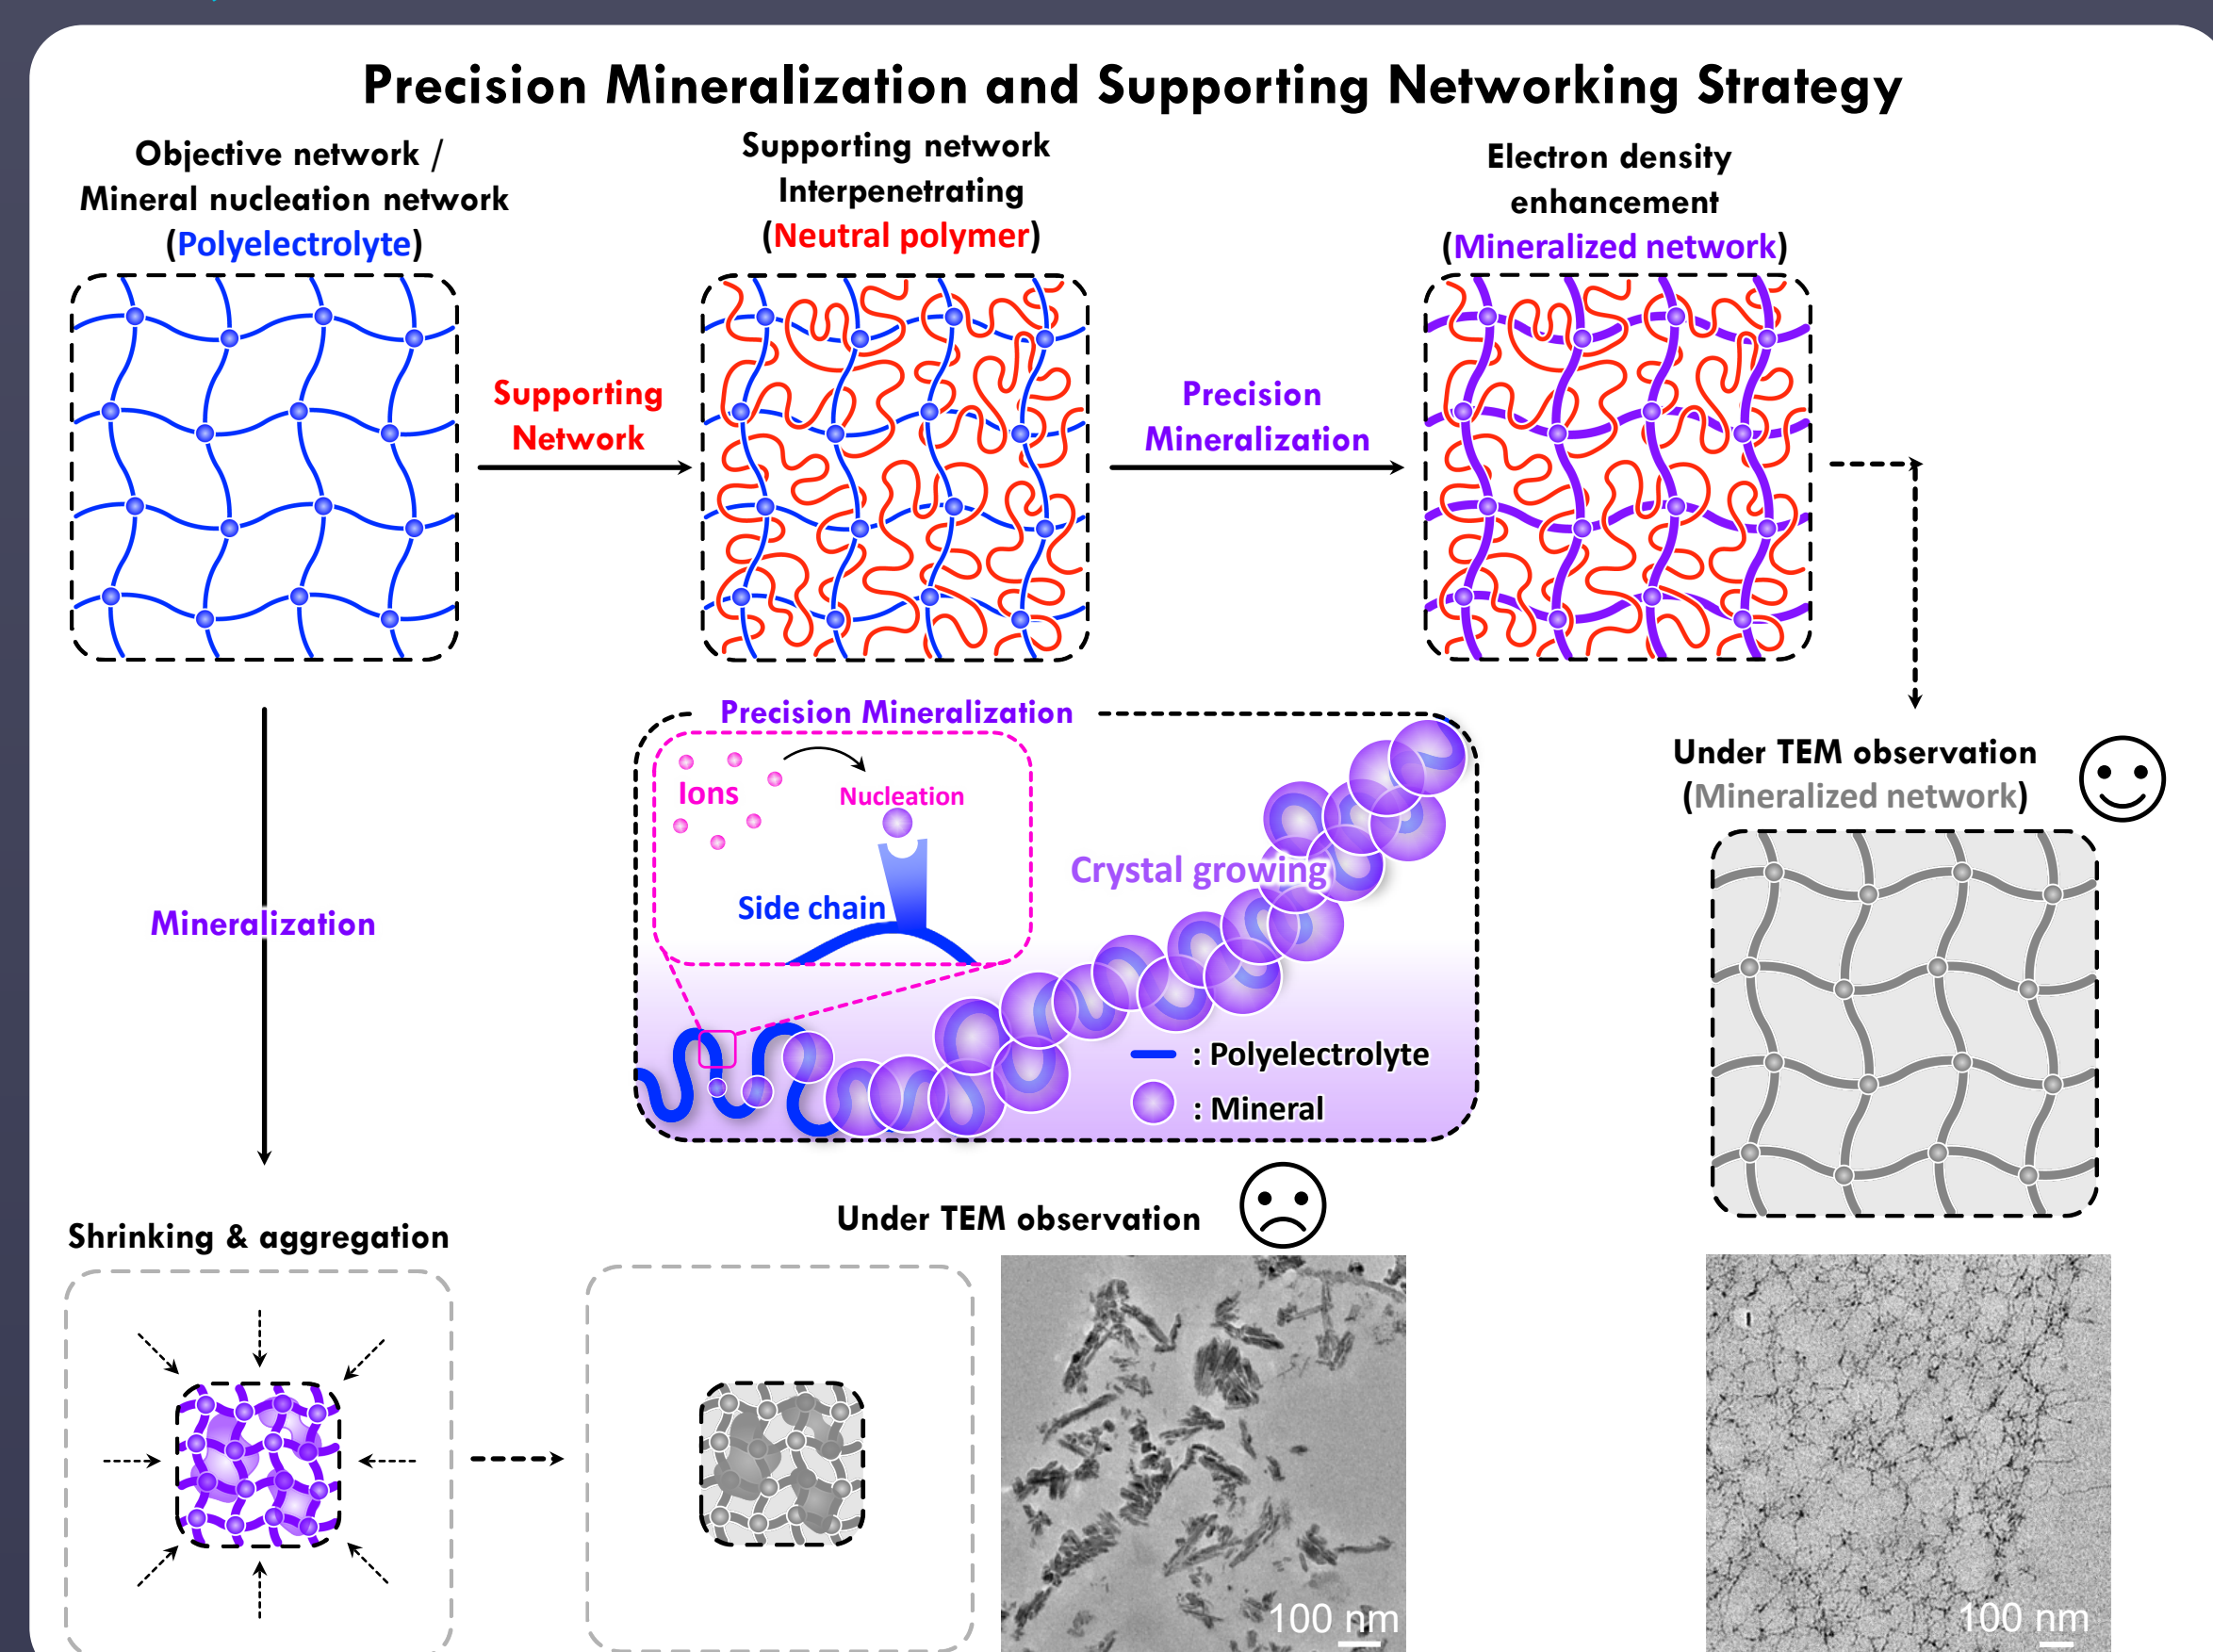 Precision Mineralization and Supporting Networking Strategy
Objective network /
Mineral nucleation network
(Polyelectrolyte)
Supporting network
Interpenetrating
(Neutral polymer)
Electron density
enhancement
(Mineralized network)
Supporting
Network
Precision
Mineralization
Precision Mineralization
Ions
Nucleation
Side chain
Crystal growing
: Polyelectrolyte
: Mineral
Under TEM observation
(Mineralized network)
Mineralization
Shrinking & aggregation
Under TEM observation
100 nm
100 nm